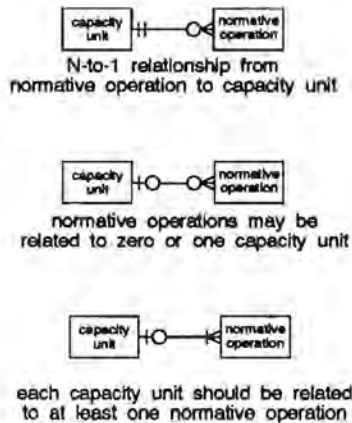 capacity unit
normative operation
N-to-1 relationship from
normative operation to capacity unit
capacity unit
normative operation
normative operations may be
related to zero or one capacity unit
capacity unit
normative operation
each capacity unit should be related
to at least one normative operation